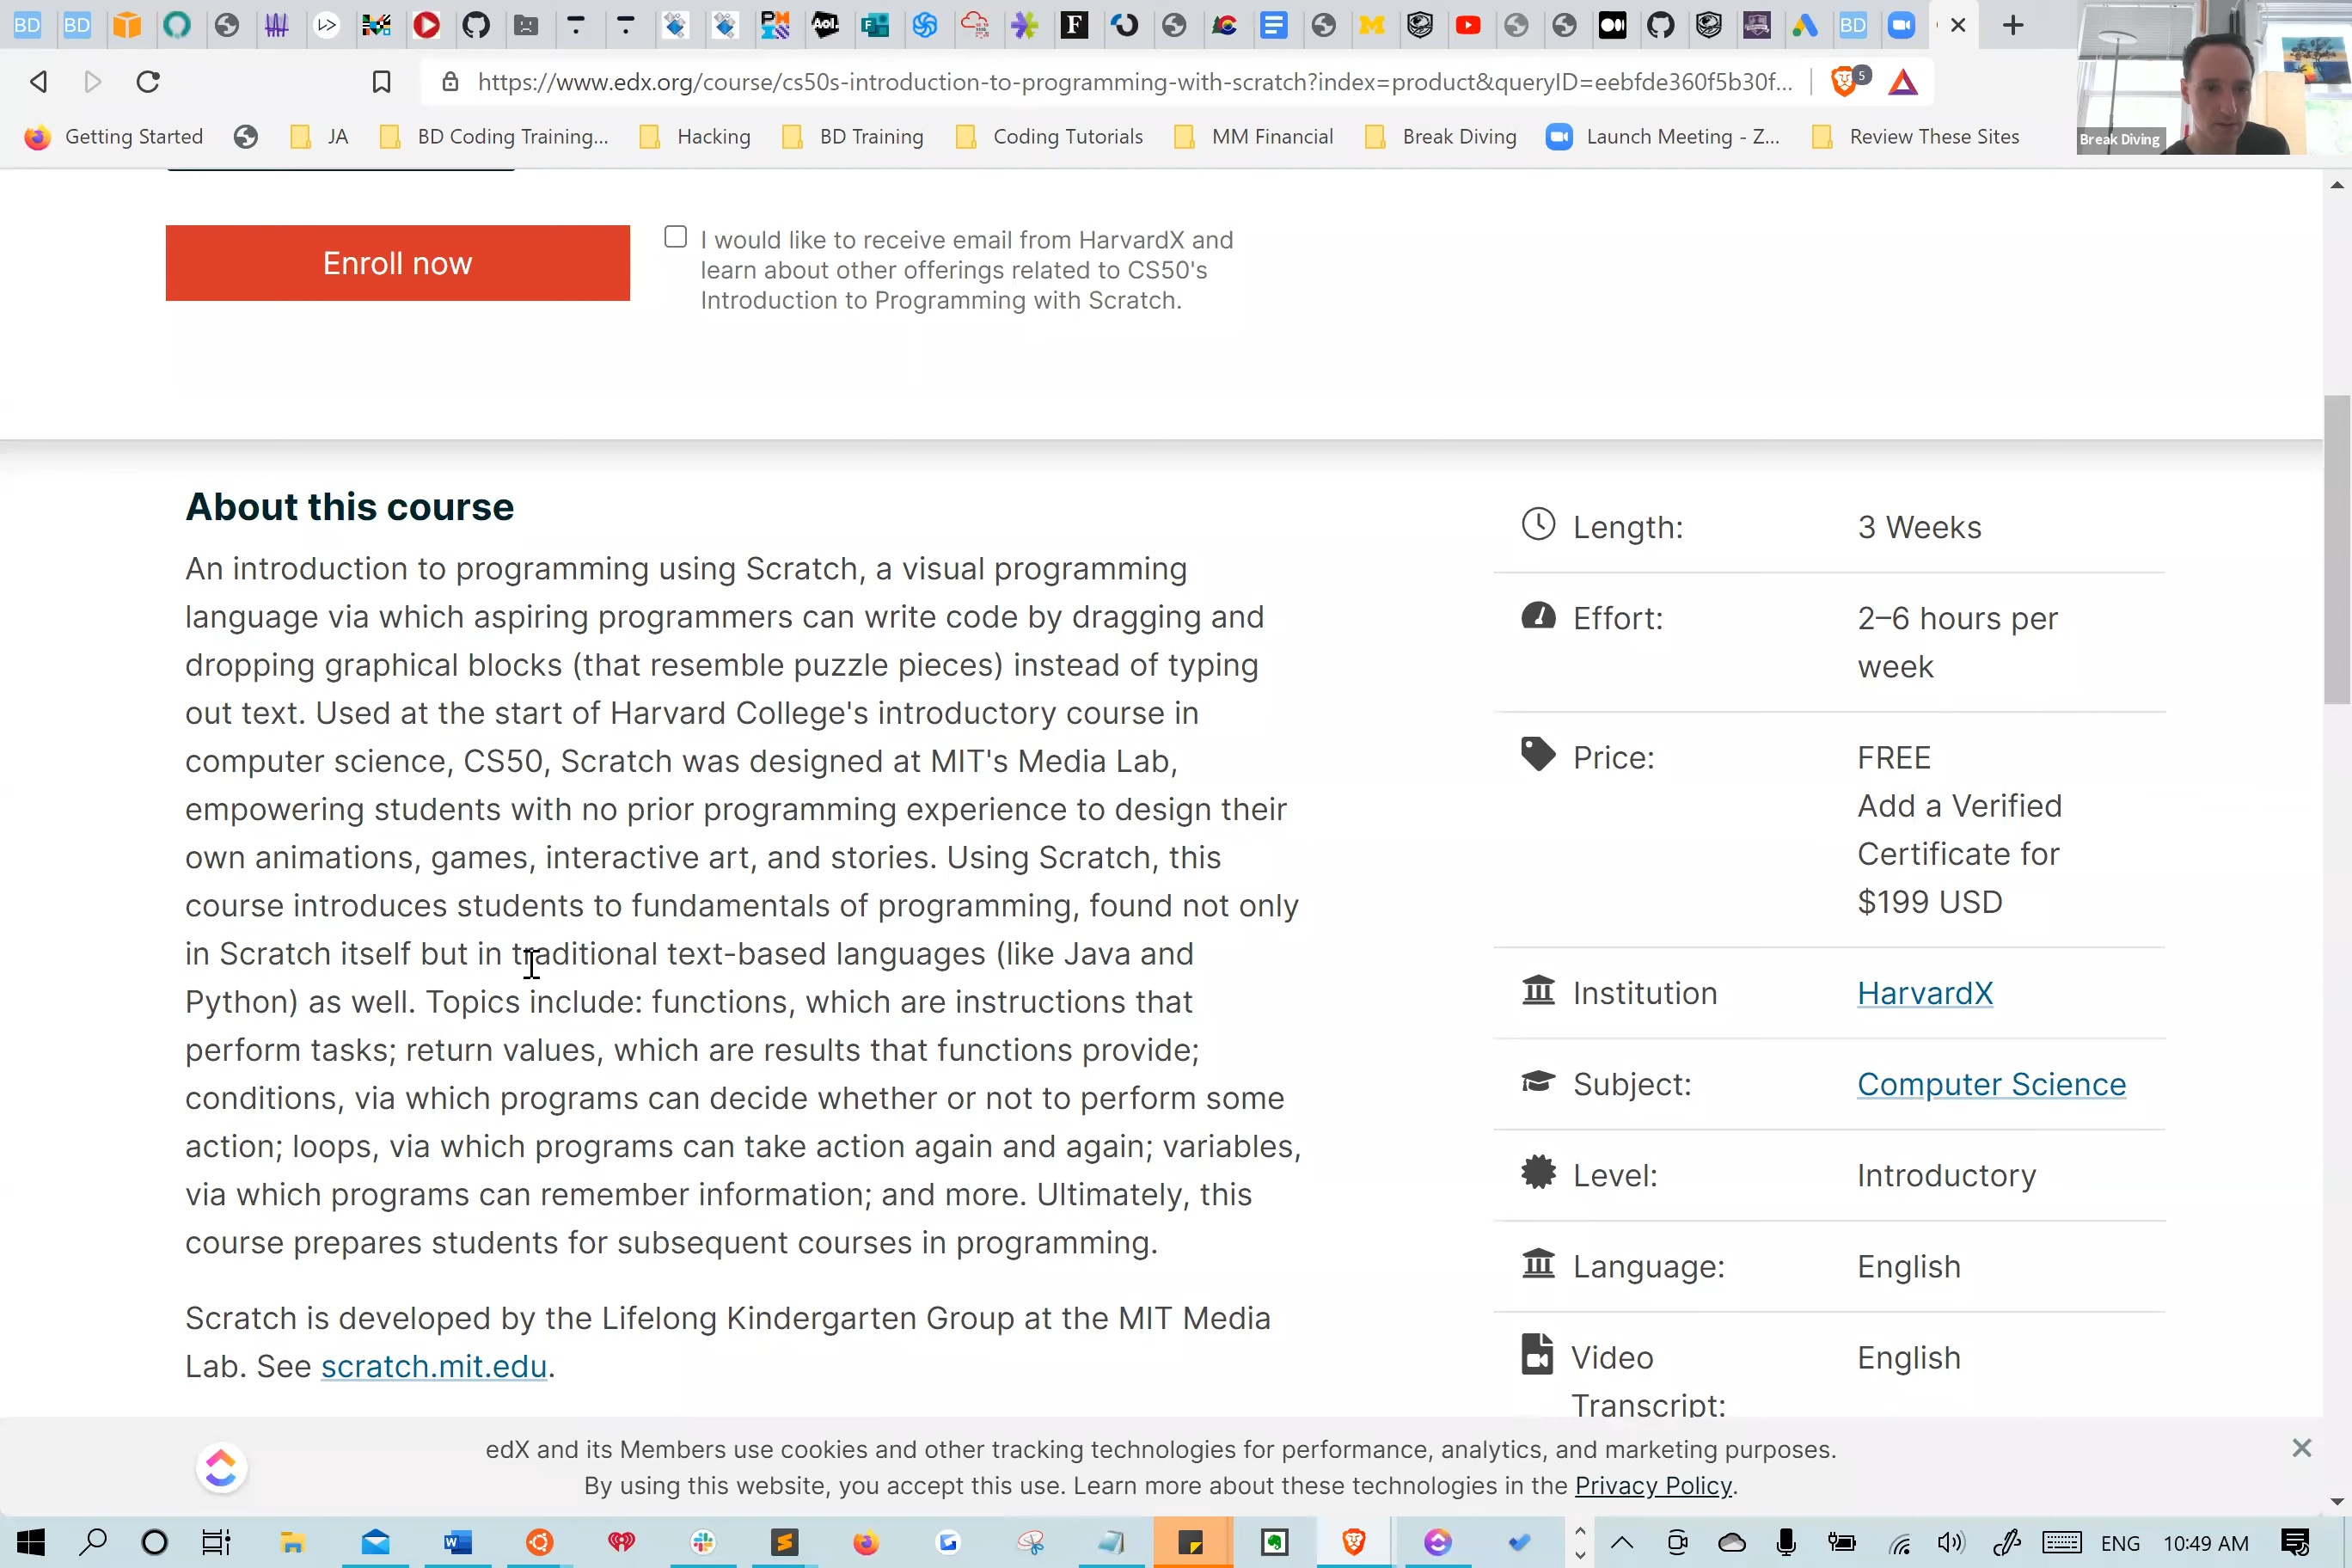 BD
BD
AOL.
F
BD
https://www.edx.org/course/cs50s-introduction-to-programming-with-scratch?index=product&queryID=eebfde360f5b30f...
5
Getting Started
JA
BD Coding Training...
Hacking
BD Training
Coding Tutorials
MM Financial
Break Diving
Launch Meeting - Z...
Review These Sites
Break Diving
Enroll now
I would like to receive email from HarvardX and
learn about other offerings related to CS50's
Introduction to Programming with Scratch.
About this course
An introduction to programming using Scratch, a visual programming
language via which aspiring programmers can write code by dragging and
dropping graphical blocks (that resemble puzzle pieces) instead of typing
out text. Used at the start of Harvard College's introductory course in
computer science, CS50, Scratch was designed at MIT's Media Lab,
empowering students with no prior programming experience to design their
own animations, games, interactive art, and stories. Using Scratch, this
course introduces students to fundamentals of programming, found not only
in Scratch itself but in traditional text-based languages (like Java and
Python) as well. Topics include: functions, which are instructions that
perform tasks; return values, which are results that functions provide;
conditions, via which programs can decide whether or not to perform some
action; loops, via which programs can take action again and again; variables,
via which programs can remember information; and more. Ultimately, this
course prepares students for subsequent courses in programming.
Scratch is developed by the Lifelong Kindergarten Group at the MIT Media
Lab. See scratch.mit.edu.
Length:
3 Weeks
Effort:
2–6 hours per
week
Price:
FREE
Add a Verified
Certificate for
$199 USD
Institution
HarvardX
Subject:
Computer Science
Level:
Introductory
Language:
English
Video
Transcript:
English
edX and its Members use cookies and other tracking technologies for performance, analytics, and marketing purposes.
By using this website, you accept this use. Learn more about these technologies in the Privacy Policy.
ENG
10:49 AM